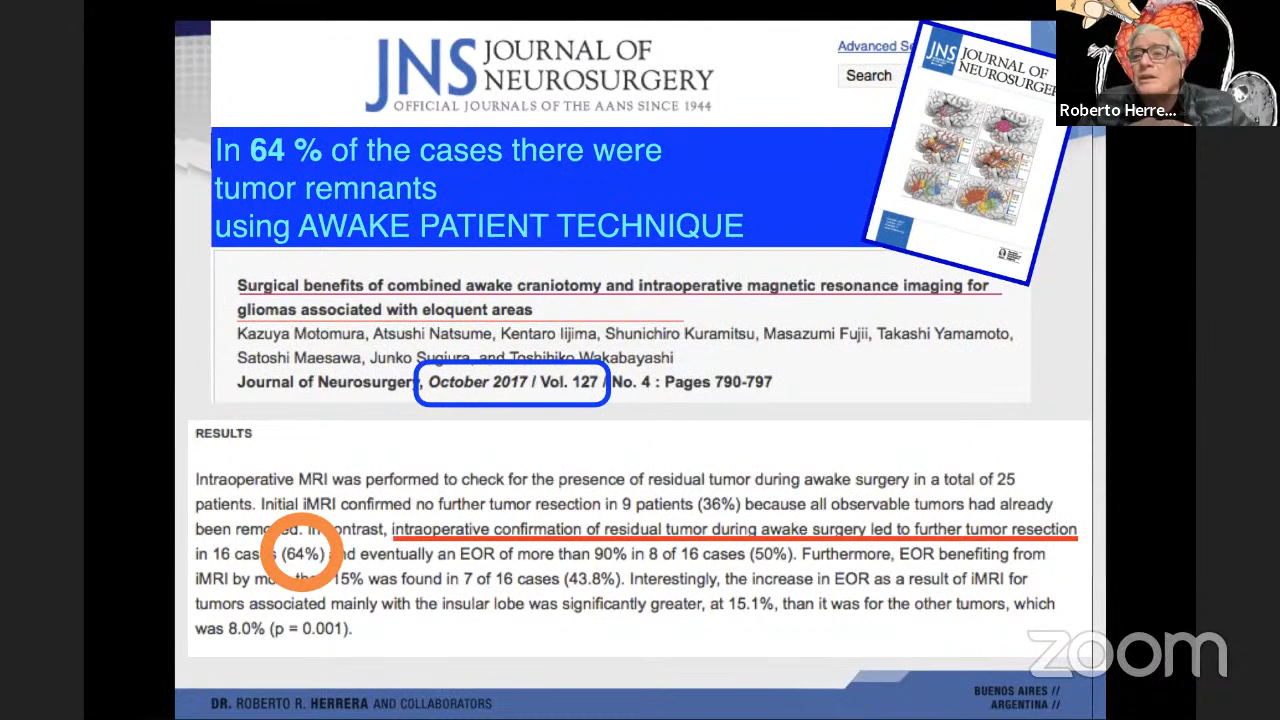 JNS JOURNAL OF
NEUROSURGERY
OFFICIAL JOURNALS OF THE AANS SINCE 1944
Advanced Se
Search
JNS JOURNAL OF
NEUROSURGE
Roberto Herre...
In 64 % of the cases there were
tumor remnants
using AWAKE PATIENT TECHNIQUE
Surgical benefits of combined awake craniotomy and intraoperative magnetic resonance imaging for
gliomas associated with eloquent areas
Kazuya Motomura, Atsushi Natsume, Kentaro Iijima, Shunichiro Kuramitsu, Masazumi Fujii, Takashi Yamamoto,
Satoshi Maesawa, Junko Sugiura, and Toshihiko Wakabayashi
Journal of Neurosurgery, October 2017 / Vol. 127 / No. 4 : Pages 790-797
RESULTS
Intraoperative MRI was performed to check for the presence of residual tumor during awake surgery in a total of 25
patients. Initial iMRI confirmed no further tumor resection in 9 patients (36%) because all observable tumors had already
been removed. In contrast, intraoperative confirmation of residual tumor during awake surgery led to further tumor resection
in 16 cases (64%) and eventually an EOR of more than 90% in 8 of 16 cases (50%). Furthermore, EOR benefiting from
iMRI by more than 15% was found in 7 of 16 cases (43.8%). Interestingly, the increase in EOR as a result of iMRI for
tumors associated mainly with the insular lobe was significantly greater, at 15.1%, than it was for the other tumors, which
was 8.0% (p = 0.001).
zoom
DR. ROBERTO R. HERRERA AND COLLABORATORS
BUENOS AIRES //
ARGENTINA //